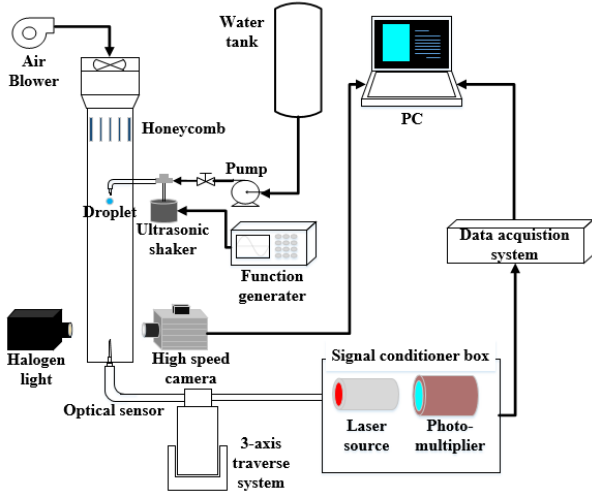 Water
tank
Air
Blower
PC
Honeycomb
Pump
Droplet
Ultrasonic
shaker
Function
generater
Data acquistion
system
Halogen
light
High speed
camera
Signal conditioner box
Optical sensor
Laser
source
Photo-
multiplier
3-axis
traverse
system